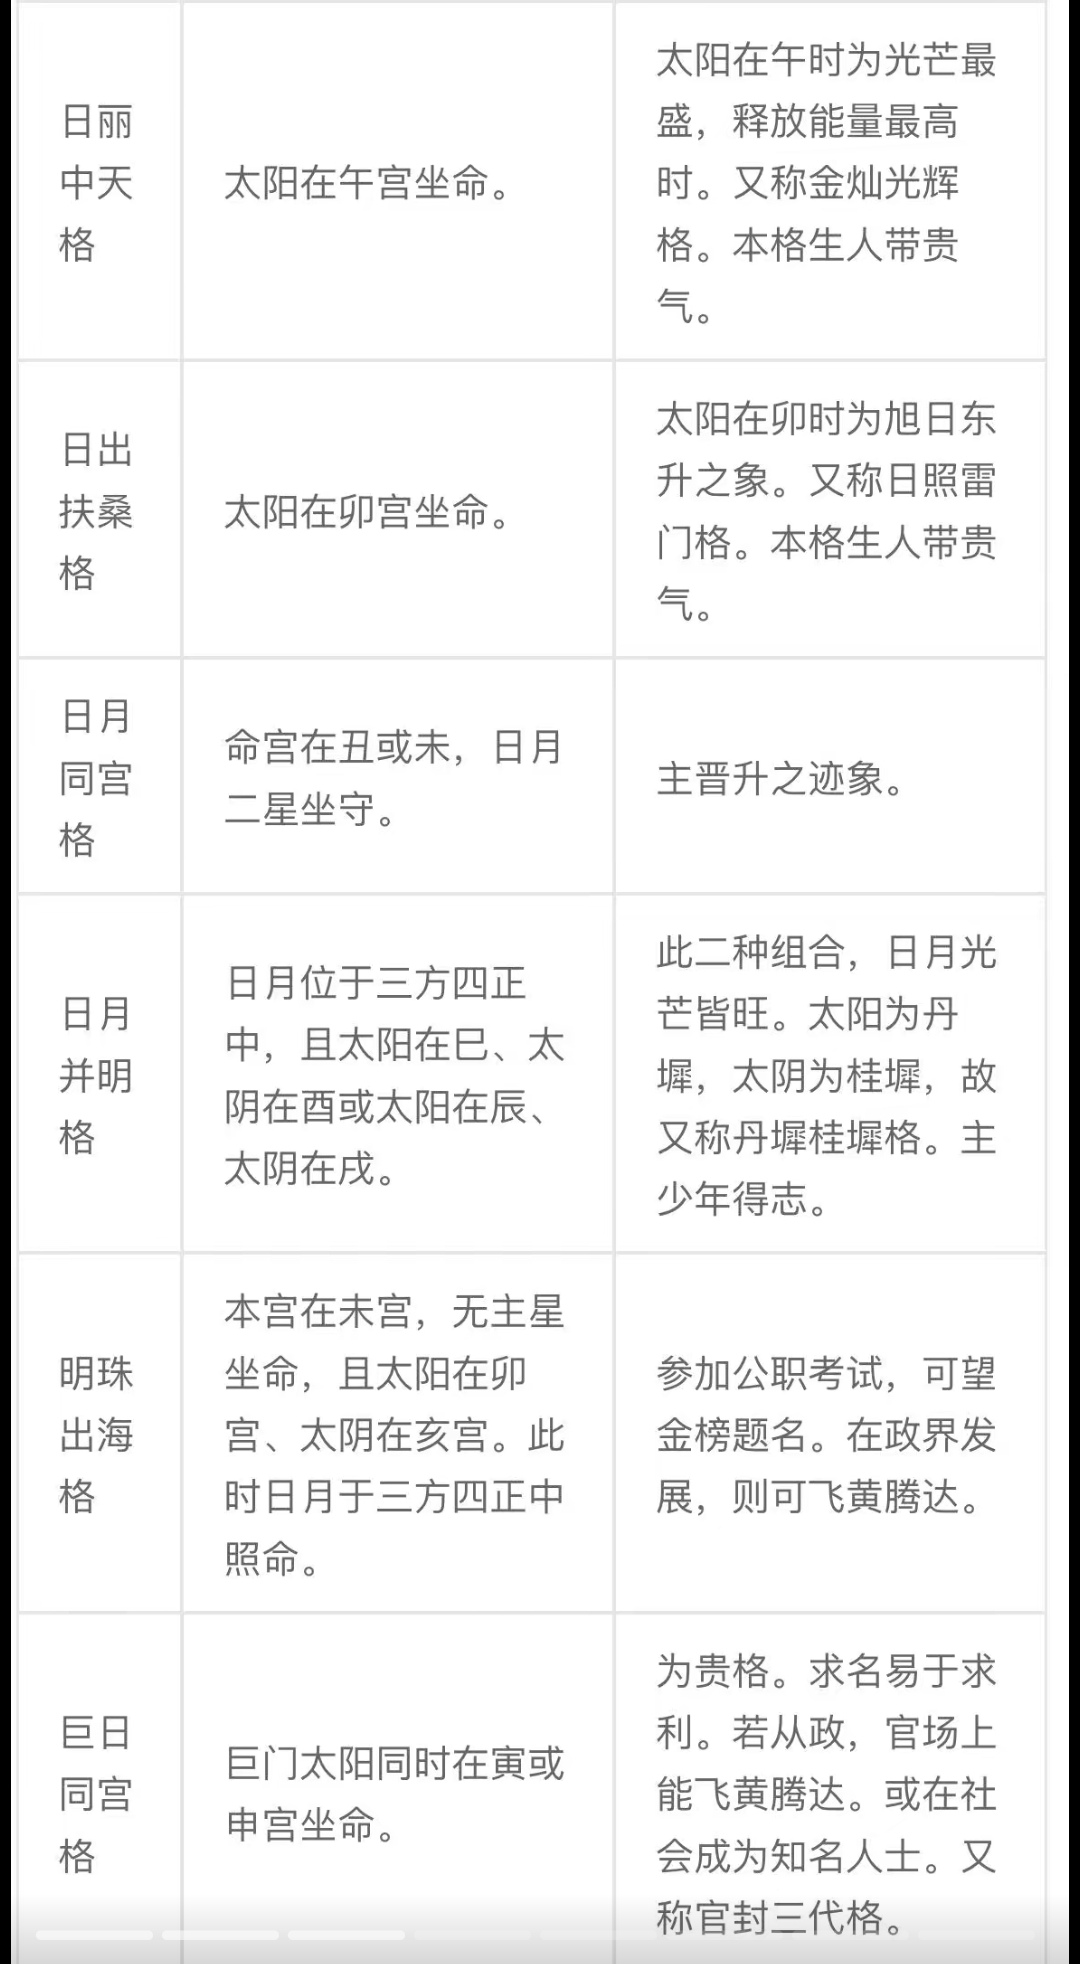 日丽
中天
格
太阳在午宫坐命。
太阳在午时为光芒最
盛，释放能量最高
时。又称金灿光辉
格。本格生人带贵
气。
日出
扶桑
格
太阳在卯宫坐命。
太阳在卯时为旭日东
升之象。又称日照雷
门格。本格生人带贵
气。
日月
同宫
格
命宫在丑或未，日月
二星坐守。
主晋升之迹象。
日月
并明
格
日月位于三方四正
中，且太阳在巳、太
阴在酉或太阳在辰、
太阴在戌。
此二种组合，日月光
芒皆旺。太阳为丹
墀，太阴为桂墀，故
又称丹墀桂墀格。主
少年得志。
明珠
出海
格
本宫在未宫，无主星
坐命，且太阳在卯
宫、太阴在亥宫。此
时日月于三方四正中
照命。
参加公职考试，可望
金榜题名。在政界发
展，则可飞黄腾达。
巨日
同宫
格
巨门太阳同时在寅或
申宫坐命。
为贵格。求名易于求
利。若从政，官场上
能飞黄腾达。或在社
会成为知名人士。又
称官封三代格。